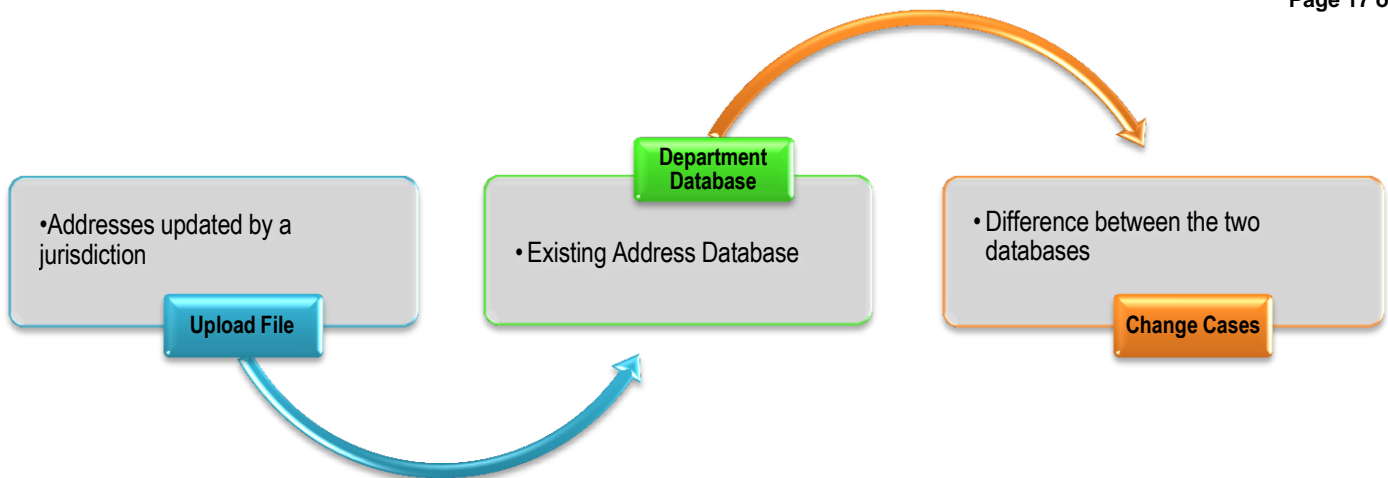 Page 17 o
•Addresses updated by a
jurisdiction
Upload File
Department
Database
• Existing Address Database
• Difference between the two
databases
Change Cases